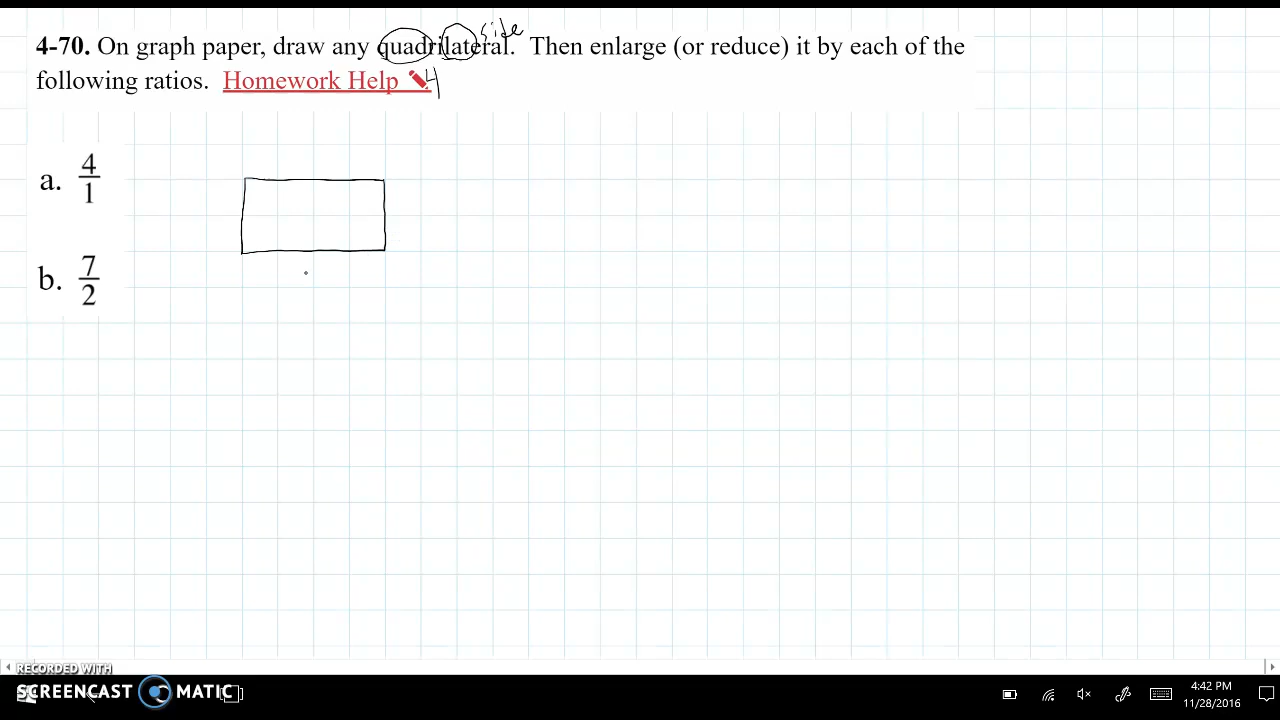 site
4-70. On graph paper, draw any quadrilateral. Then enlarge (or reduce) it by each of the
following ratios. Homework Help 4
a. 4/1
b. 7/2
RECORDED WITH
SCREENCAST MATIC
4:42 PM
11/28/2016